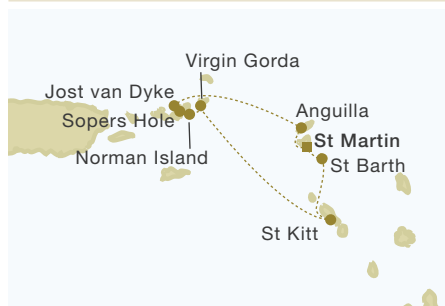 Virgin Gorda
Jost van Dyke
Anguilla
Sopers Hole
St Martin
Norman Island
St Barth
St Kitt